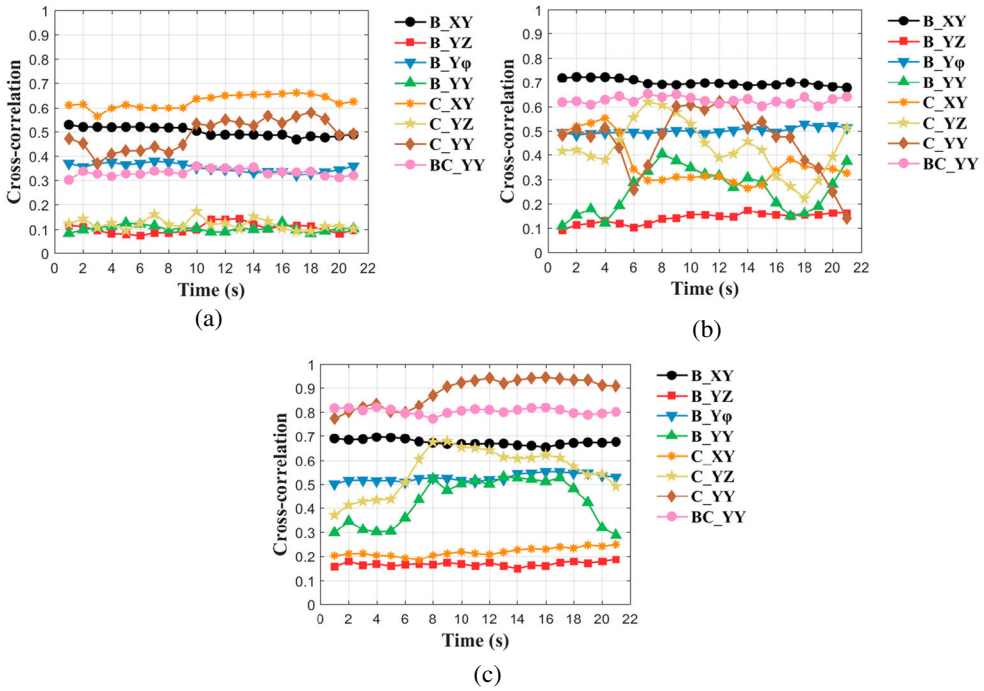 1
0.9
0.8
0.7
0.6
0.5
0.4
0.3
0.2
0.1
0
Cross-correlation
0 2 4 6 8 10 12 14 16 18 20 22
Time (s)
B_XY
B_YZ
B_Yφ
B_YY
C_XY
C_YZ
C_YY
BC_YY
(a)
1
0.9
0.8
0.7
0.6
0.5
0.4
0.3
0.2
0.1
0
Cross-correlation
0 2 4 6 8 10 12 14 16 18 20 22
Time (s)
B_XY
B_YZ
B_Yφ
B_YY
C_XY
C_YZ
C_YY
BC_YY
(b)
1
0.9
0.8
0.7
0.6
0.5
0.4
0.3
0.2
0.1
0
Cross-correlation
0 2 4 6 8 10 12 14 16 18 20 22
Time (s)
B_XY
B_YZ
B_Yφ
B_YY
C_XY
C_YZ
C_YY
BC_YY
(c)